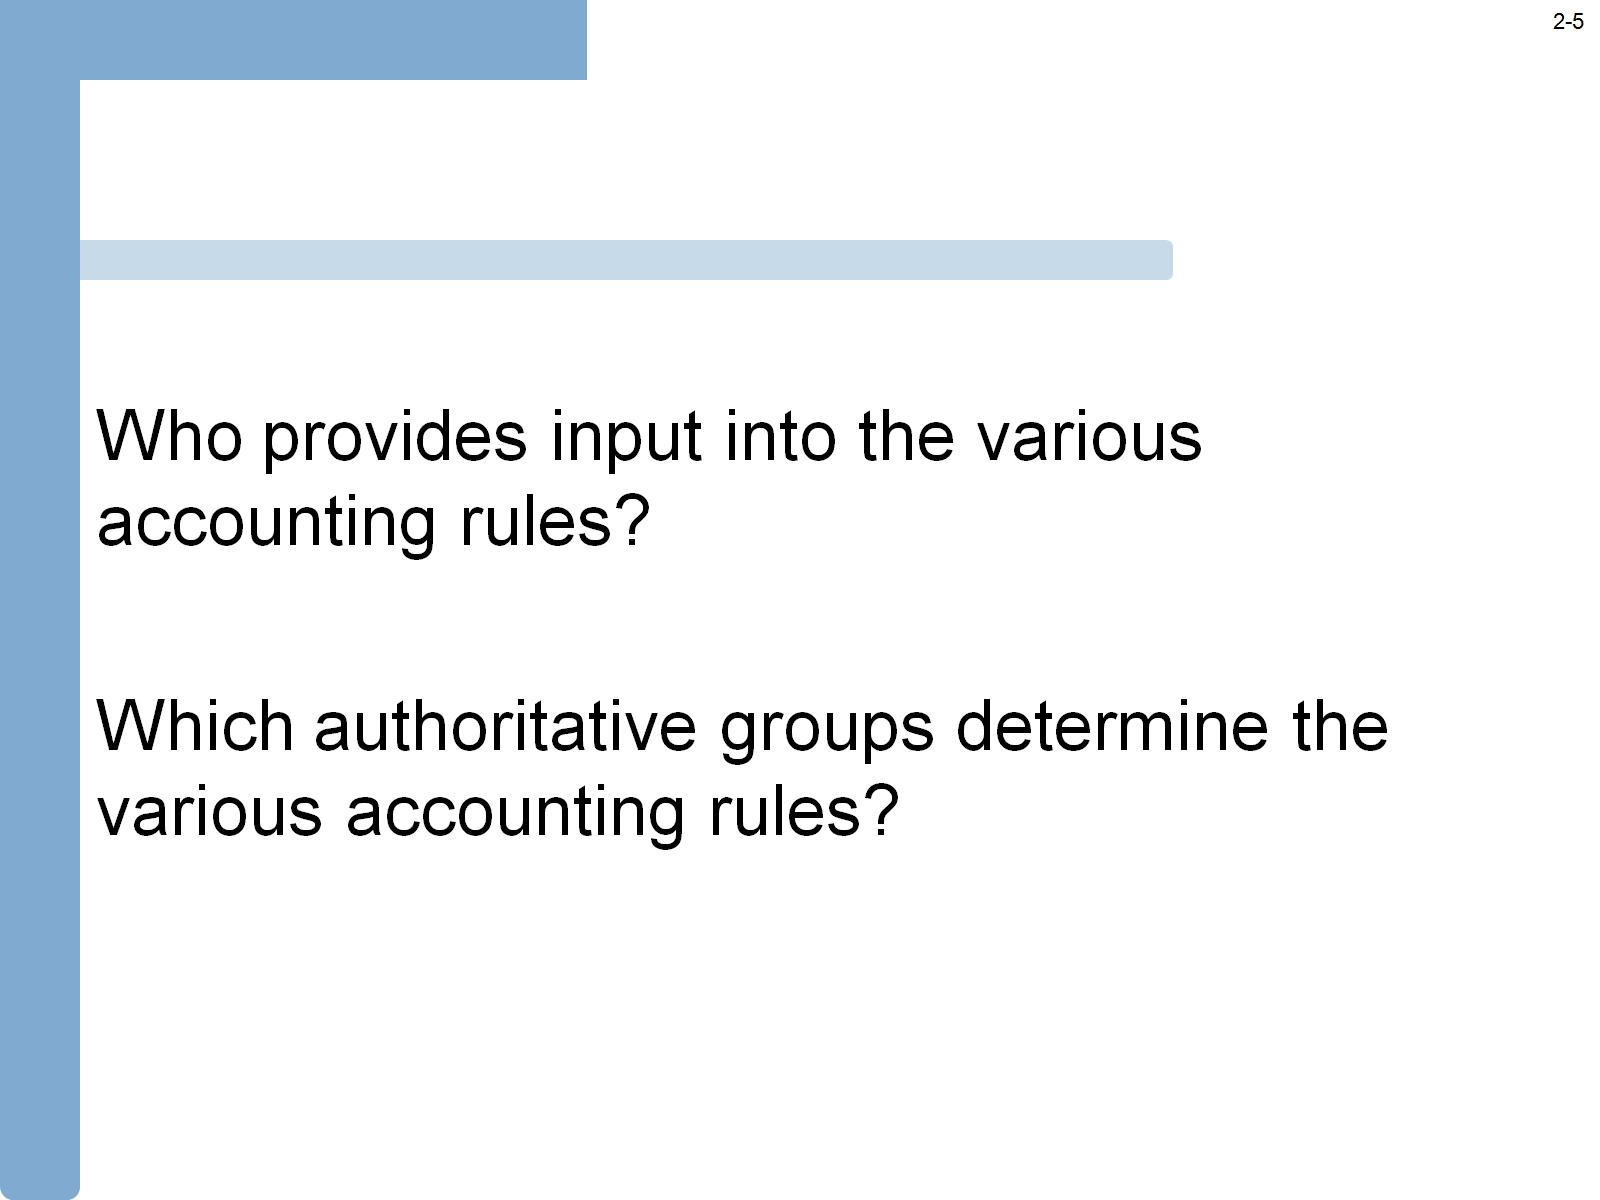 2-5
Who provides input into the various
accounting rules?
Which authoritative groups determine the
various accounting rules?